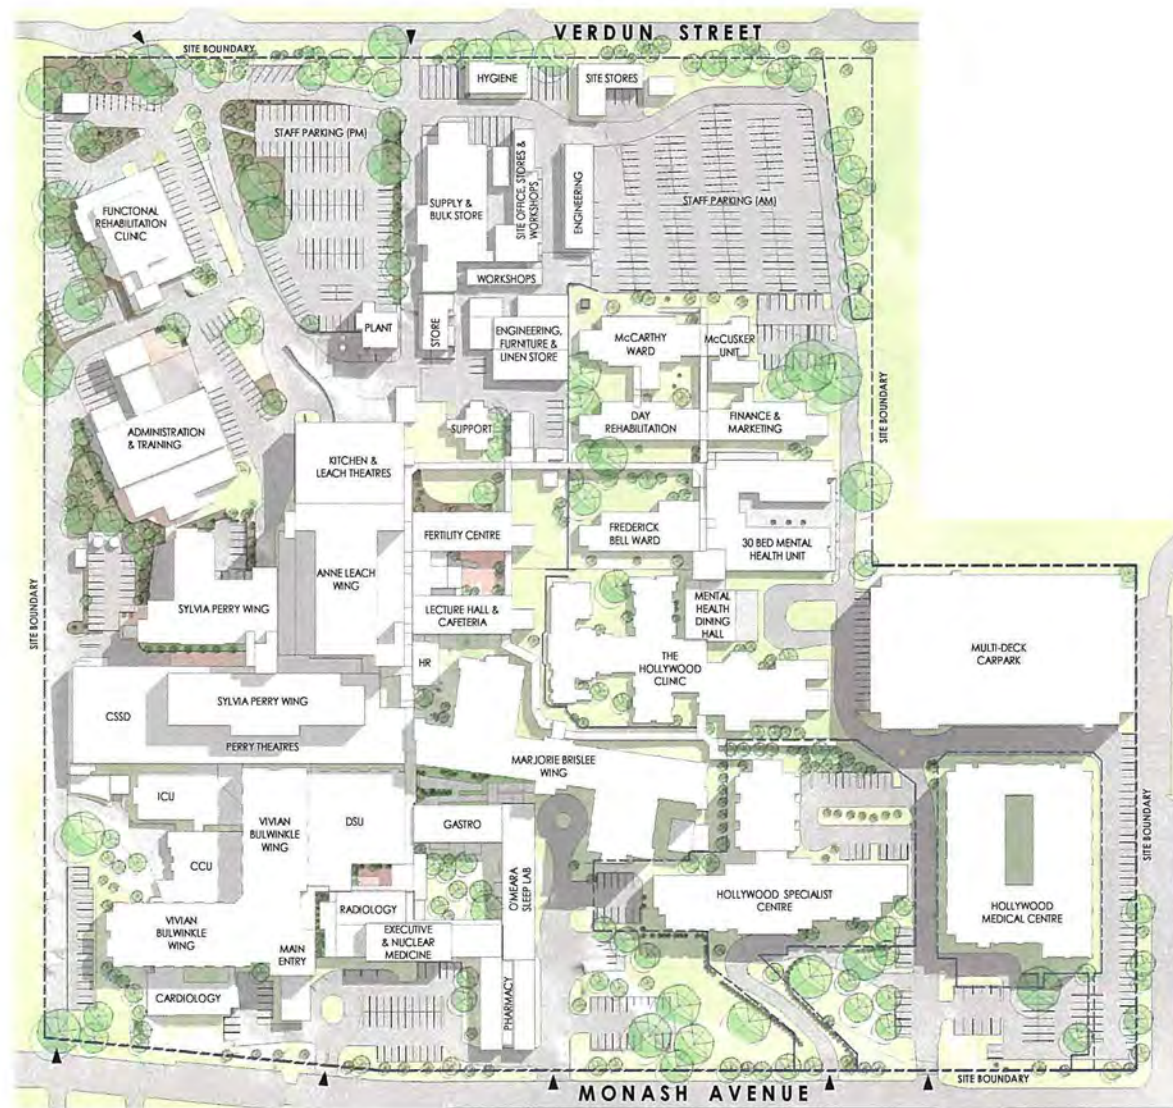 VERDUN STREET
SITE BOUNDARY
HYGIENE
SITE STORES
STAFF PARKING (PM)
SUPPLY &
BULK STORE
SITE OFFICE, STORES &
WORKSHOPS
ENGINEERING
STAFF PARKING (AM)
FUNCTONAL
REHABILITATION
CLINIC
WORKSHOPS
PLANT
STORE
ENGINEERING,
FURNITURE &
LINEN STORE
McCARTHY
WARD
McCUSKER
UNIT
SITE BOUNDARY
ADMINISTRATION
& TRAINING
SUPPORT
DAY
REHABILITATION
FINANCE &
MARKETING
KITCHEN &
LEACH THEATRES
FERTILITY CENTRE
FREDERICK
BELL WARD
30 BED MENTAL
HEALTH UNIT
ANNE LEACH
WING
SITE BOUNDARY
SYLVIA PERRY WING
LECTURE HALL &
CAFETERIA
MENTAL
HEALTH
DINING
HALL
HR
THE
HOLLYWOOD
CLINIC
MULTI-DECK
CARPARK
CSSD
SYLVIA PERRY WING
PERRY THEATRES
MARJORIE BRISLEE
WING
ICU
VIVIAN
BULWINKLE
WING
DSU
GASTRO
SITE BOUNDARY
CCU
O'MEARA
SLEEP LAB
HOLLYWOOD SPECIALIST
CENTRE
HOLLYWOOD
MEDICAL CENTRE
RADIOLOGY
VIVIAN
BULWINKLE
WING
EXECUTIVE
& NUCLEAR
MEDICINE
MAIN
ENTRY
CARDIOLOGY
PHARMACY
SITE BOUNDARY
MONASH AVENUE